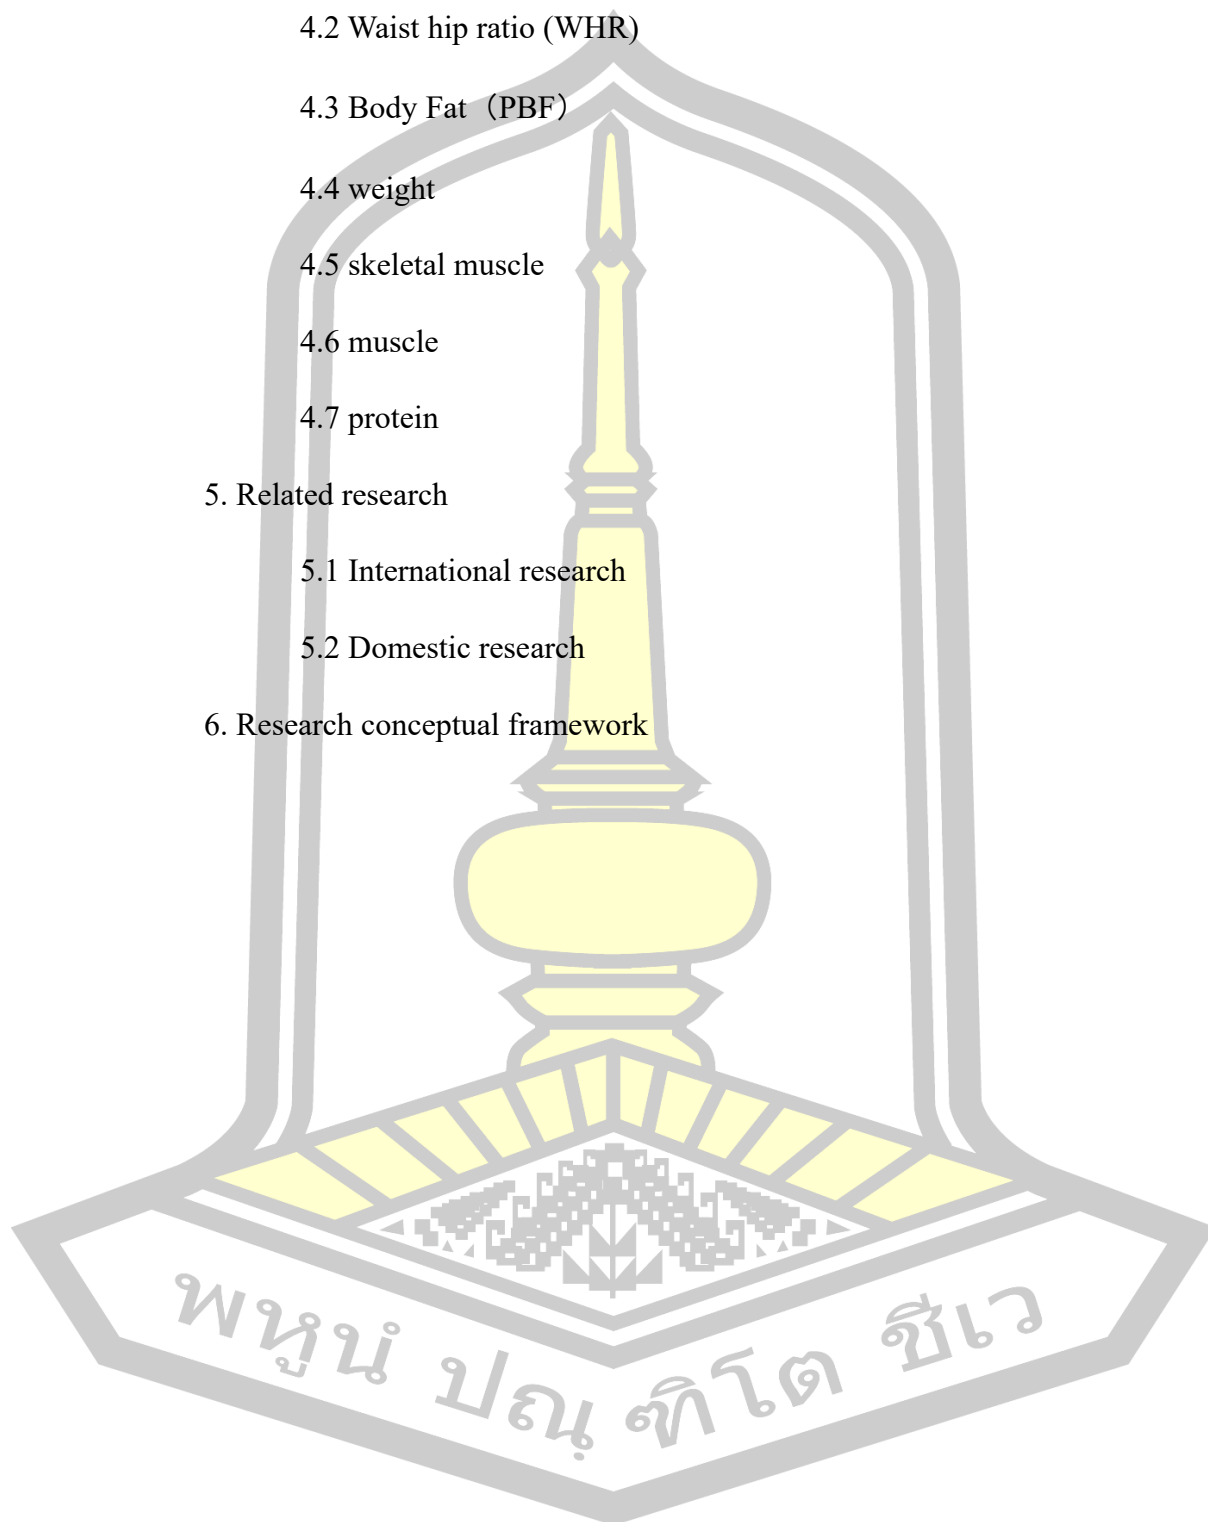 4.2 Waist hip ratio (WHR)
4.3 Body Fat（PBF）
4.4 weight
4.5 skeletal muscle
4.6 muscle
4.7 protein
5. Related research
5.1 International research
5.2 Domestic research
6. Research conceptual framework
พหูนํ ปณฺฑิโต ชีเว